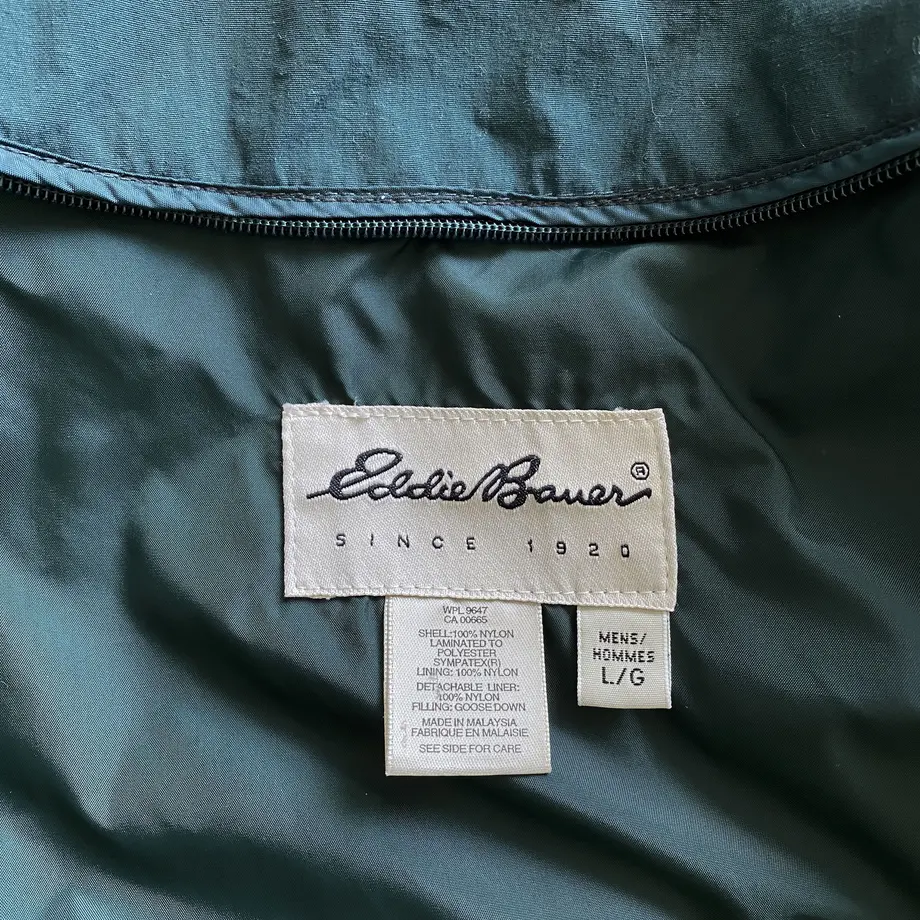 Eddie Bauer®
SINCE 1920
WPL 9647
CA 00665
SHELL:100% NYLON
LAMINATED TO
POLYESTER
SYMPATEX(R)
LINING: 100% NYLON
DETACHABLE LINER:
100% NYLON
FILLING: GOOSE DOWN
MADE IN MALAYSIA
FABRIQUE EN MALAISIE
SEE SIDE FOR CARE
MENS/
HOMMES
L/G